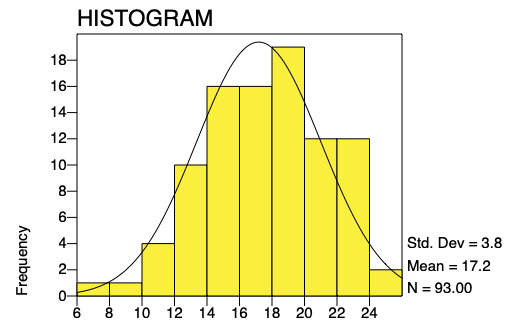 HISTOGRAM
18
16
14
12
10
8
6
4
2
0
Frequency
6 8 10 12 14 16 18 20 22 24
Std. Dev = 3.8
Mean = 17.2
N = 93.00